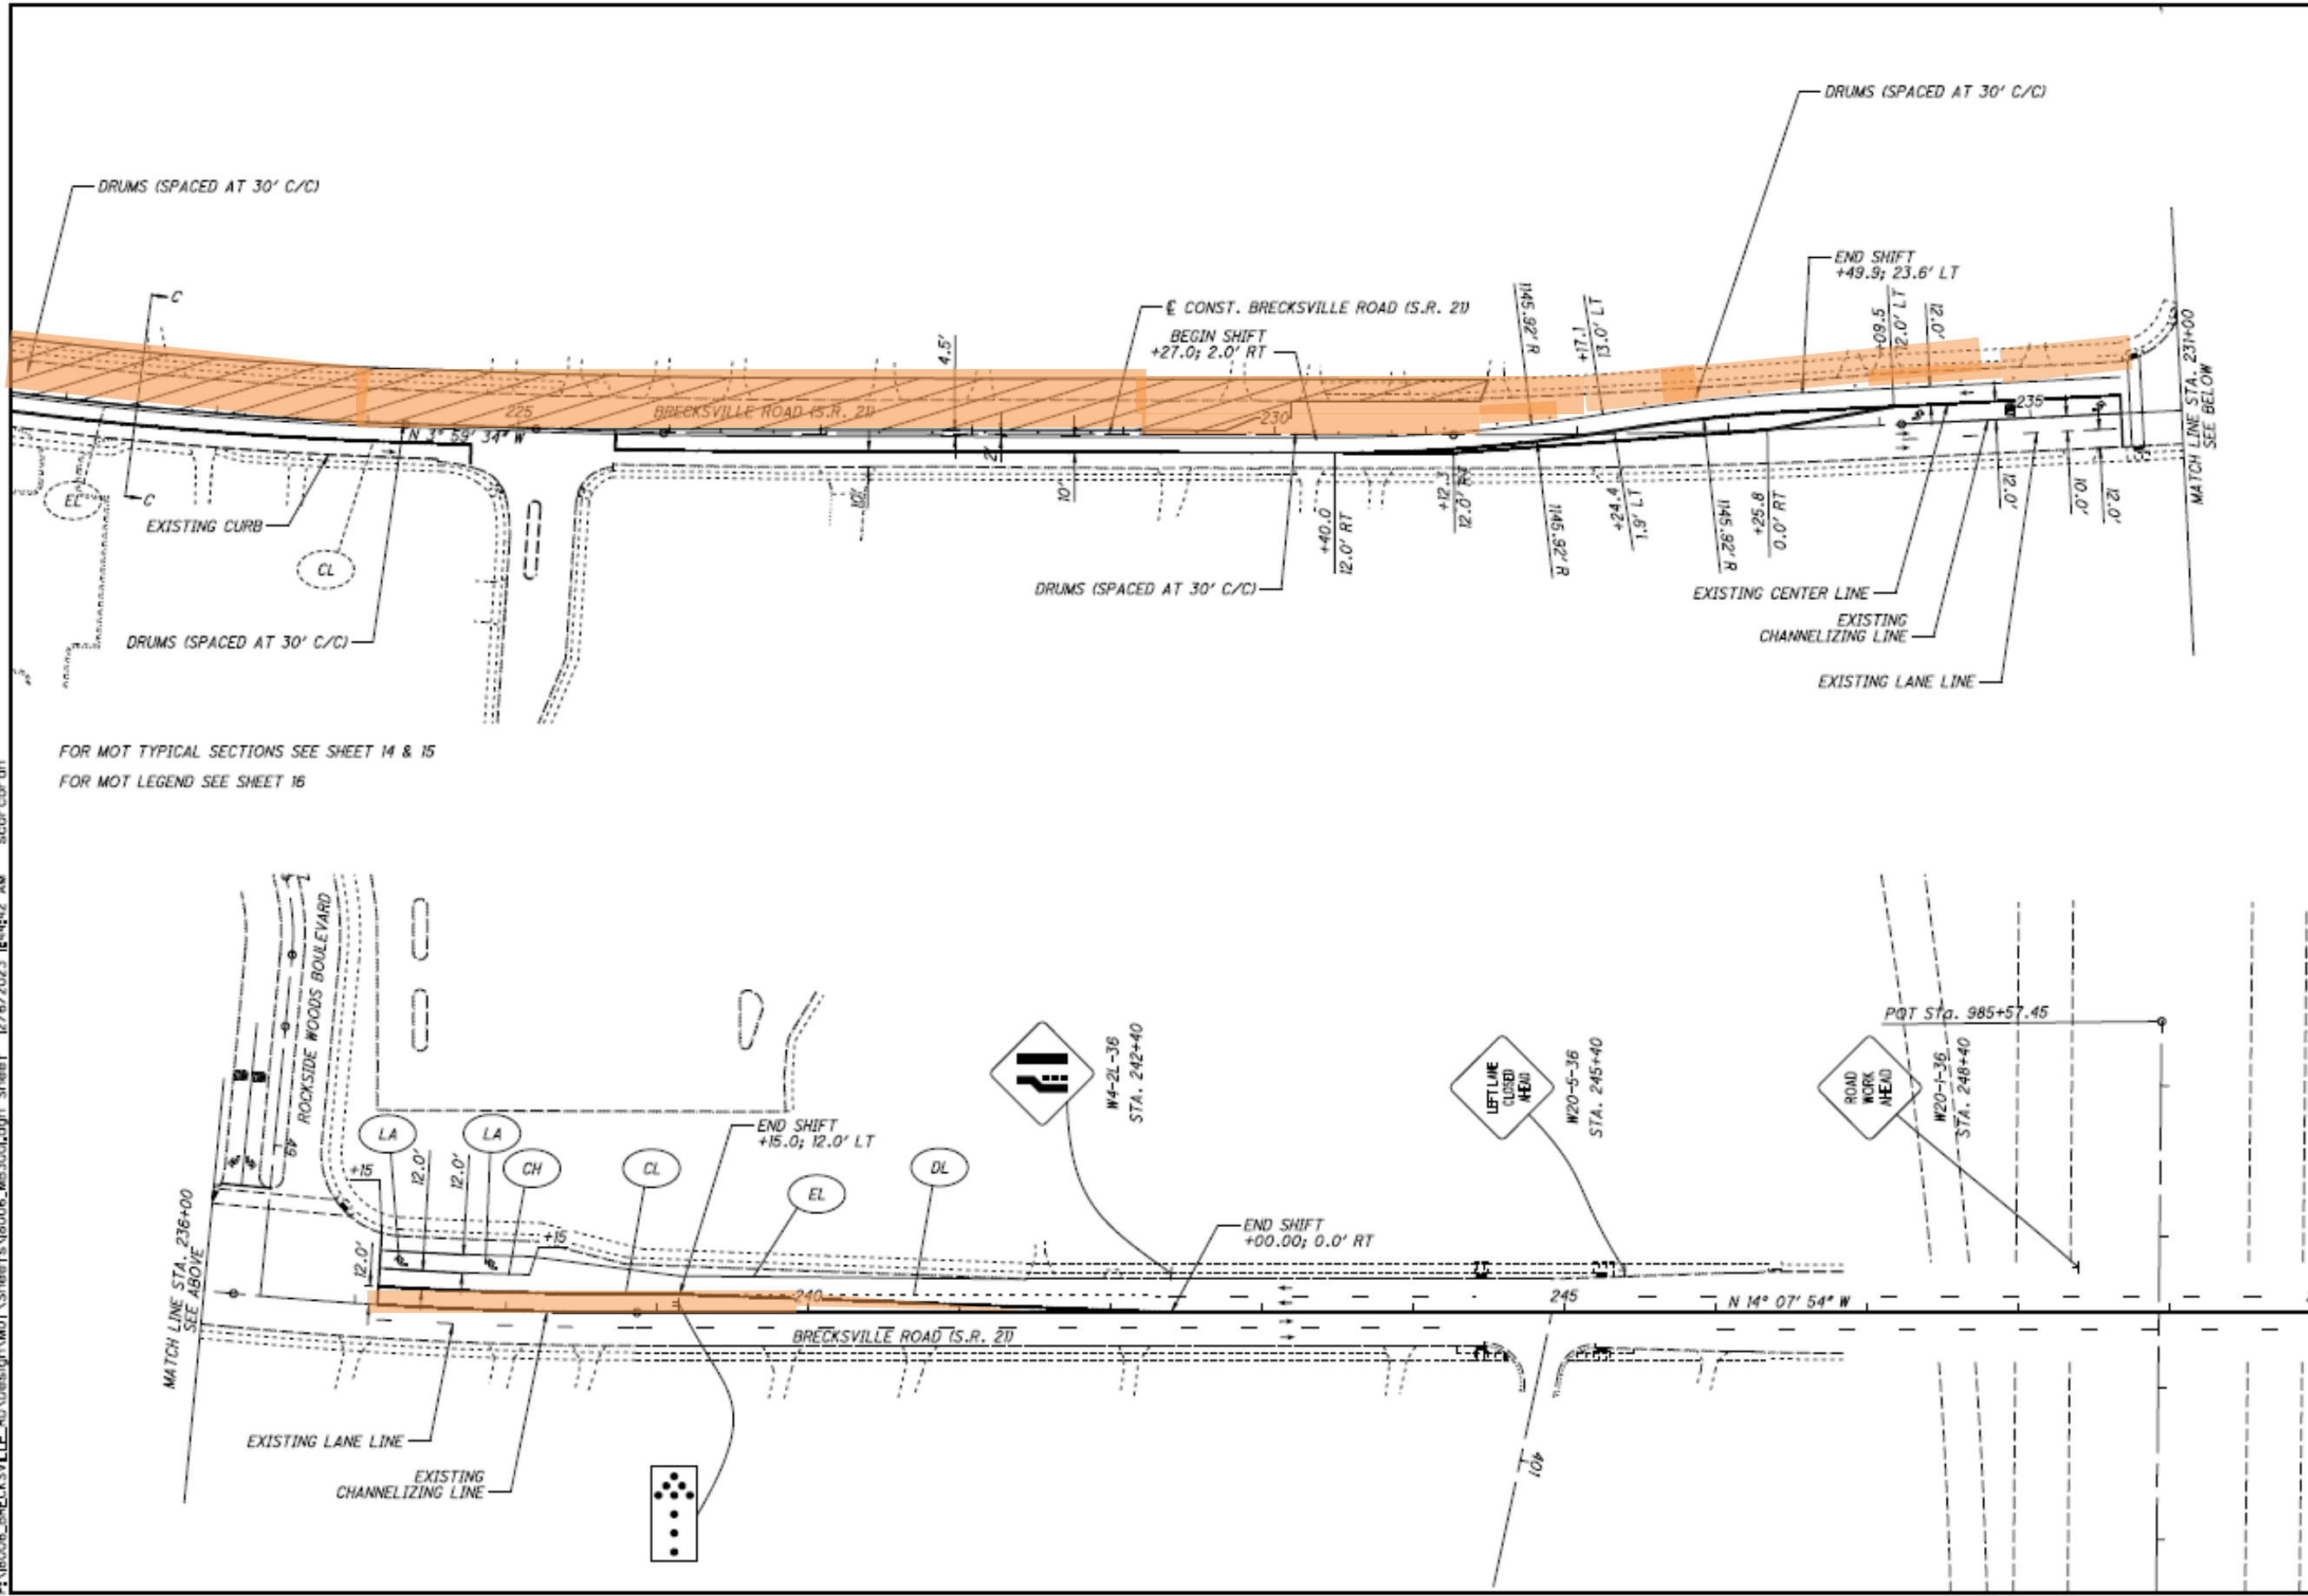 DRUMS (SPACED AT 30' C/C)
DRUMS (SPACED AT 30' C/C)
C
END SHIFT
+49.9; 23.6' LT
℄ CONST. BRECKSVILLE ROAD (S.R. 21)
BEGIN SHIFT
+27.0; 2.0' RT
4.5'
1145.92' R
+17.1
13.0' LT
+09.5
12.0'
MATCH LINE STA. 231+00
SEE BELOW
225
BRECKSVILLE ROAD (S.R. 21)
230
235
N 3° 59' 34" W
EL
C
EXISTING CURB
CL
2'
10'
10'
+40.0
12.0' RT
+12.3
1145.92' R
+24.4
1.9' LT
1145.92' R
+25.8
0.0' RT
12.0'
10.0'
12.0'
DRUMS (SPACED AT 30' C/C)
DRUMS (SPACED AT 30' C/C)
EXISTING CENTER LINE
EXISTING
CHANNELIZING LINE
EXISTING LANE LINE
FOR MOT TYPICAL SECTIONS SEE SHEET 14 & 15
FOR MOT LEGEND SEE SHEET 16
ROCKSIDE WOODS BOULEVARD
49
MATCH LINE STA. 236+00
SEE ABOVE
LA
LA
CH
CL
EL
DL
+15
12.0'
12.0'
12.0'
+15
END SHIFT
+15.0; 12.0' LT
W4-2L-36
STA. 242+40
LEFT LANE
CLOSED
AHEAD
W20-5-36
STA. 245+40
ROAD
WORK
AHEAD
W20-1-36
STA. 248+40
POT Sta. 985+57.45
END SHIFT
+00.00; 0.0' RT
240
245
N 14° 07' 54" W
BRECKSVILLE ROAD (S.R. 21)
EXISTING LANE LINE
EXISTING
CHANNELIZING LINE
401